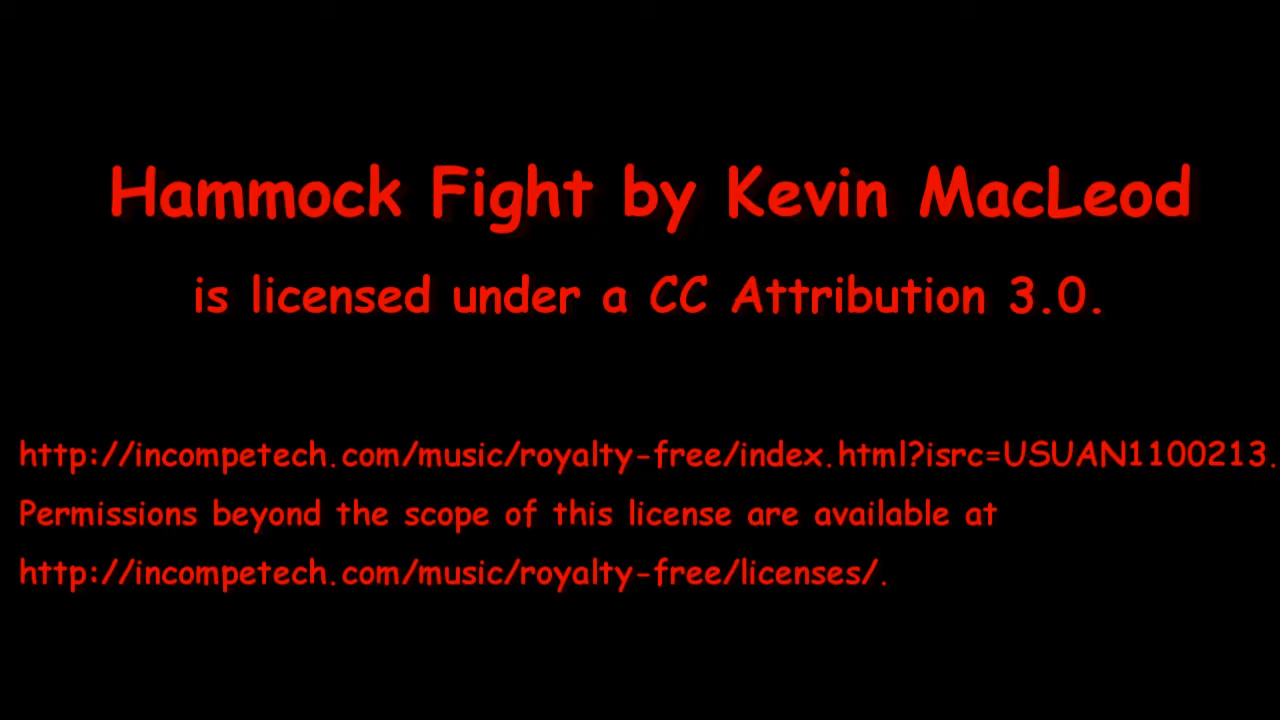 Hammock Fight by Kevin MacLeod
is licensed under a CC Attribution 3.0.
http://incompetech.com/music/royalty-free/index.html?isrc=USUAN1100213.
Permissions beyond the scope of this license are available at
http://incompetech.com/music/royalty-free/licenses/.